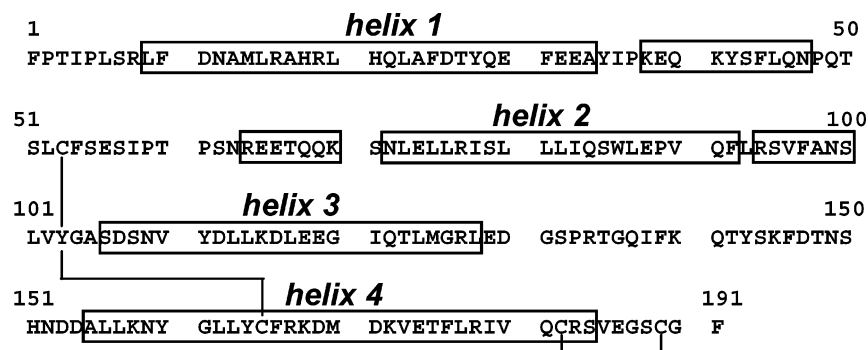 helix 1
1 50
FPTIPLSRLF DNAMLRAHRL HQLAFDTYQE FEEAYIPKEQ KYSFLQNPQT
helix 2
51 100
SLCFSESIPT PSNREETQQK SNLELLRISL LLIQSWLEPV QFLRSVFANS
helix 3
101 150
LVYGASDSNV YDLLKDLEEG IQTLMGRLED GSPRTGQIFK QTYSKFDTNS
helix 4
151 191
HNDDALLKNY GLLYCFRKDM DKVETFLRIV QCRSVEGSCG F